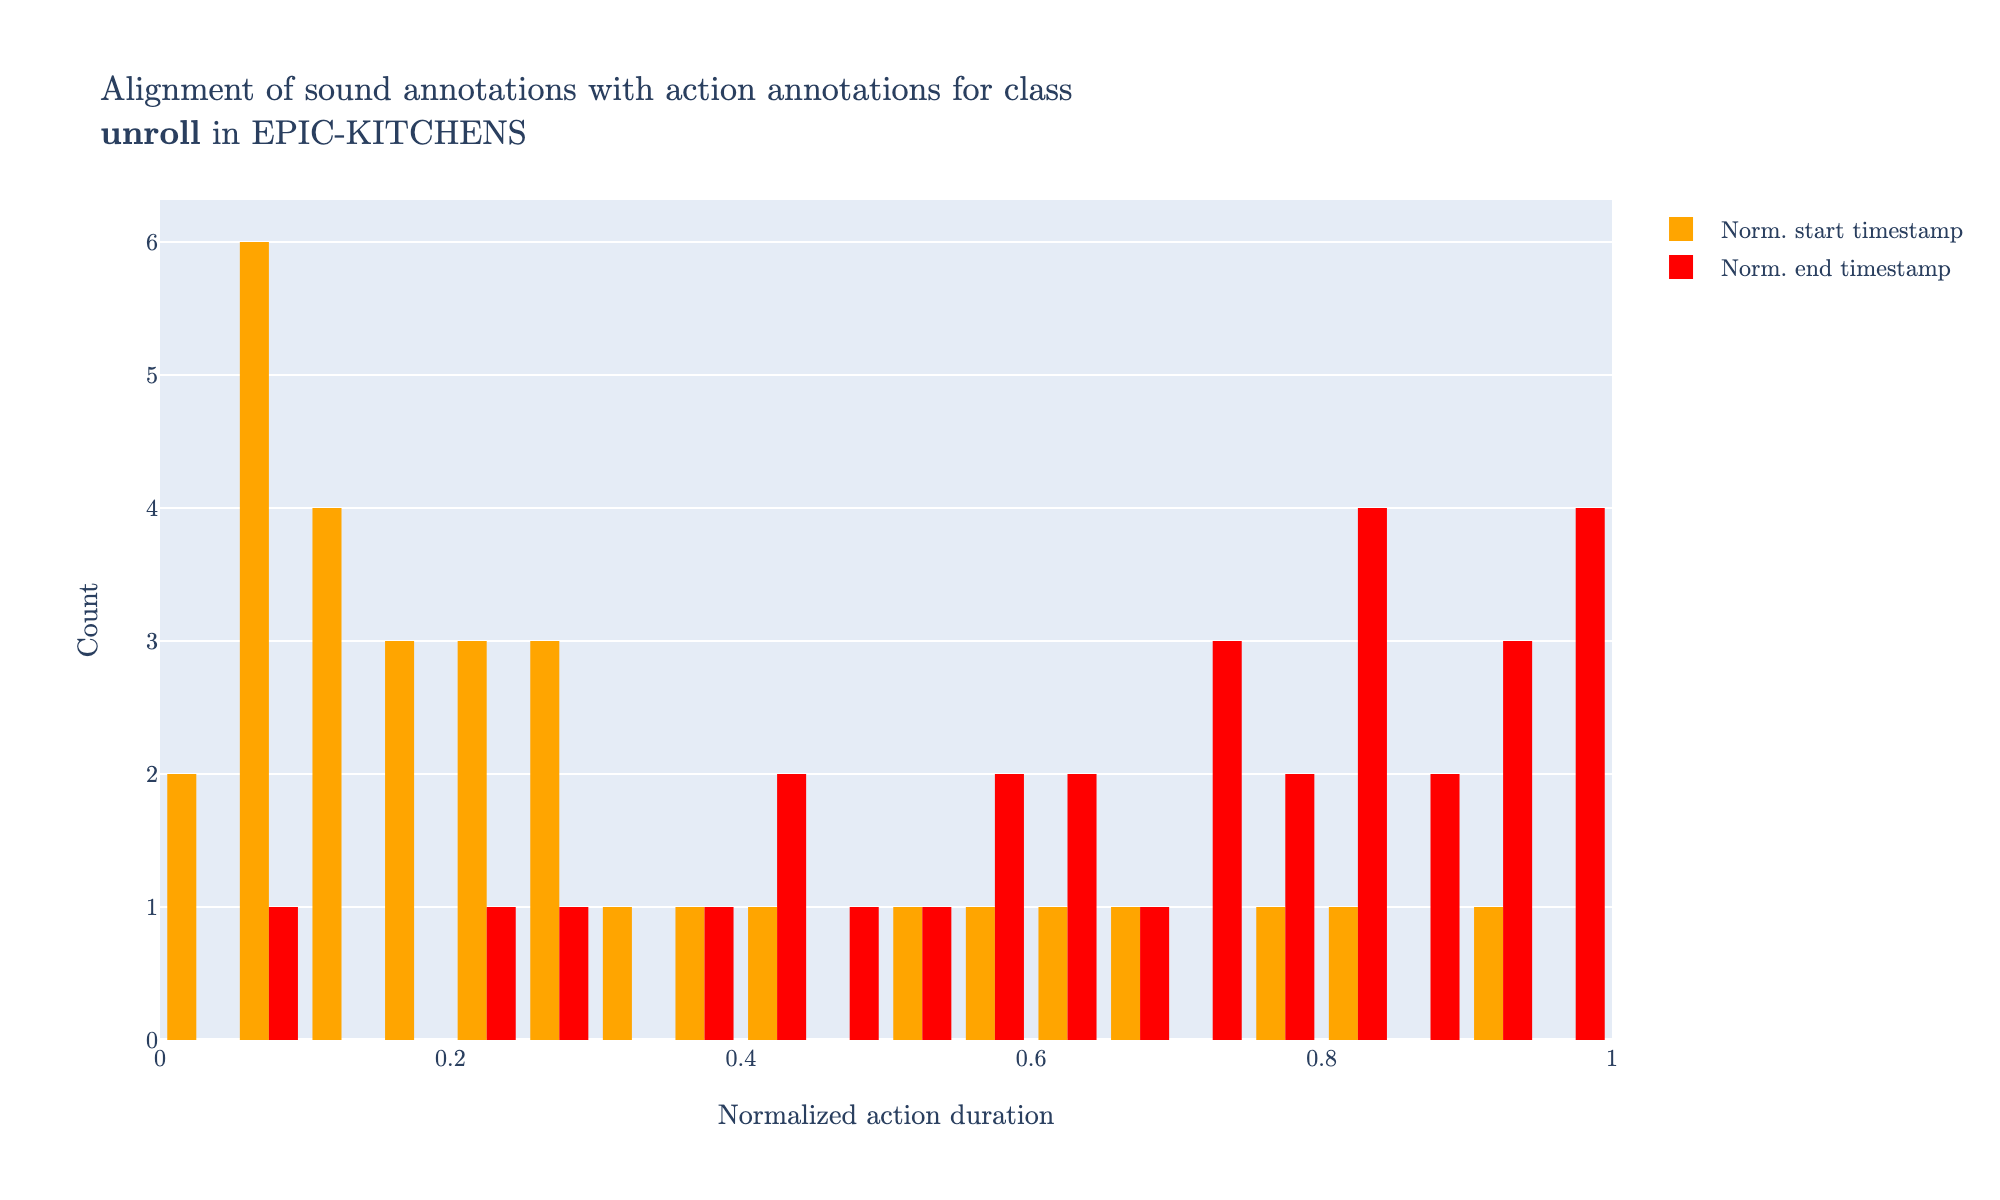 Alignment of sound annotations with action annotations for class
unroll in EPIC-KITCHENS
Norm. start timestamp
Norm. end timestamp
6
5
4
3
2
1
0
Count
0 0.2 0.4 0.6 0.8 1
Normalized action duration